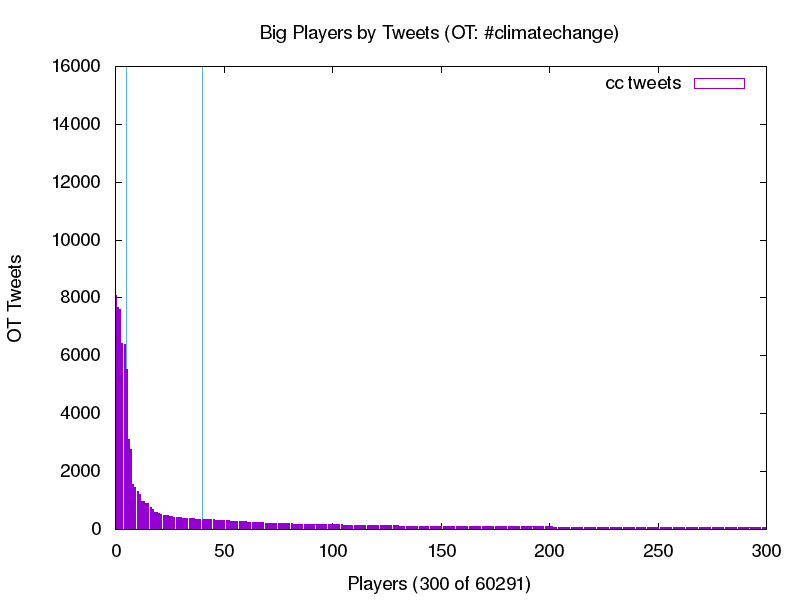 Big Players by Tweets (OT: #climatechange)
cc tweets
OT Tweets
16000
14000
12000
10000
8000
6000
4000
2000
0
0 50 100 150 200 250 300
Players (300 of 60291)